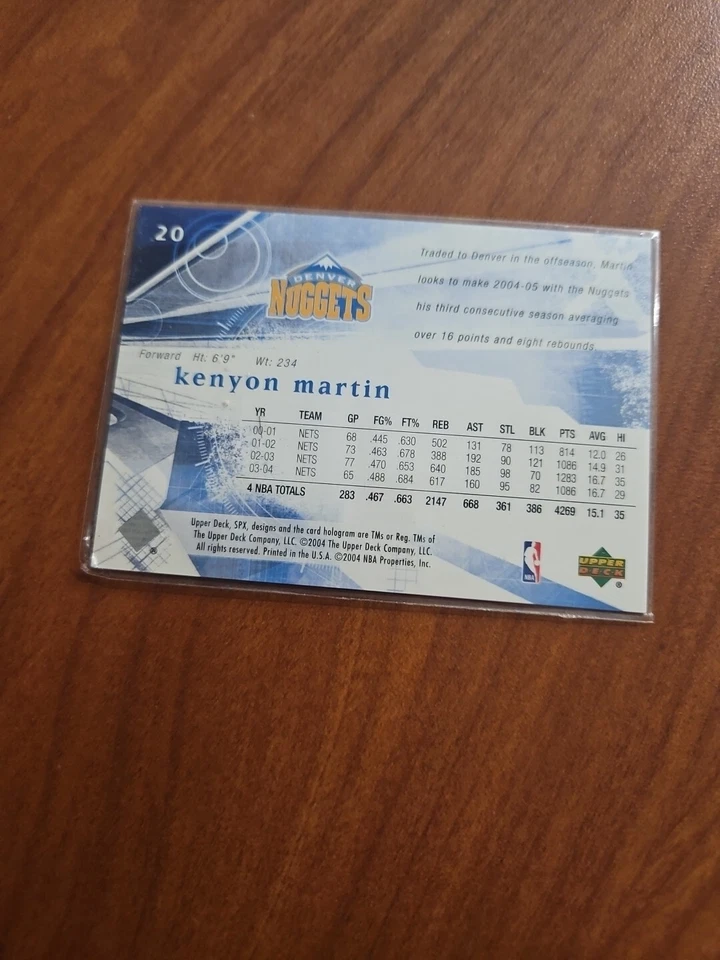 20
DENVER
NUGGETS
Traded to Denver in the offseason, Martin
looks to make 2004-05 with the Nuggets
his third consecutive season averaging
over 16 points and eight rebounds.
Forward Ht: 6'9" Wt: 234
kenyon martin
YR TEAM GP FG% FT% REB AST STL BLK PTS AVG HI
00-01 NETS 68 .445 .630 502 131 78 113 814 12.0 26
01-02 NETS 73 .463 .678 388 192 90 121 1086 14.9 31
02-03 NETS 77 .470 .653 640 185 98 70 1283 16.7 35
03-04 NETS 65 .488 .684 617 160 95 82 1086 16.7 29
4 NBA TOTALS 283 .467 .663 2147 668 361 386 4269 15.1 35
Upper Deck, SPX, designs and the card hologram are TMs or Reg. TMs of
The Upper Deck Company, LLC. ©2004 The Upper Deck Company, LLC.
All rights reserved. Printed in the U.S.A. ©2004 NBA Properties, Inc.
®
NBA
UPPER
DECK
®